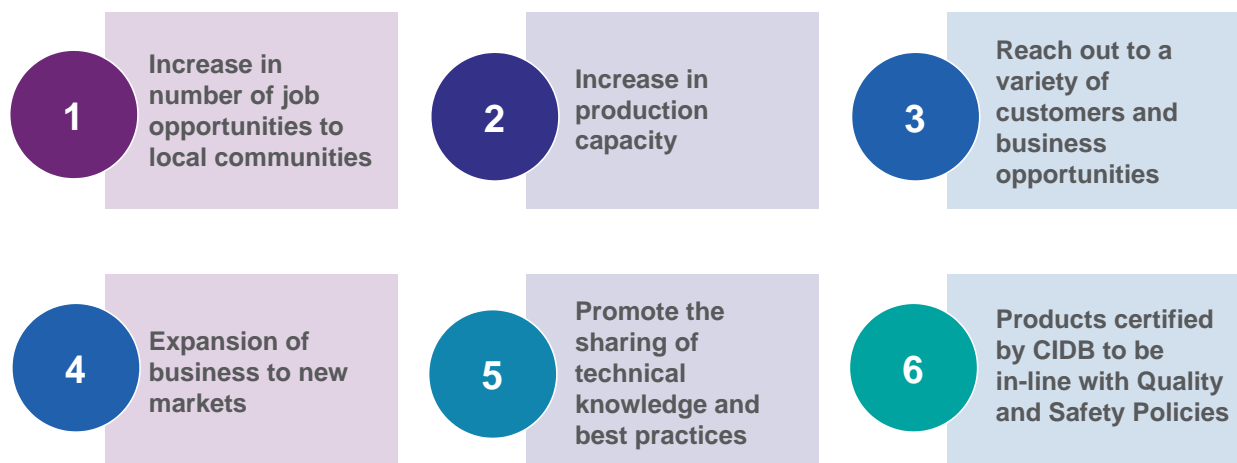 1
Increase in
number of job
opportunities to
local communities
2
Increase in
production
capacity
3
Reach out to a
variety of
customers and
business
opportunities
4
Expansion of
business to new
markets
5
Promote the
sharing of
technical
knowledge and
best practices
6
Products certified
by CIDB to be
in-line with Quality
and Safety Policies